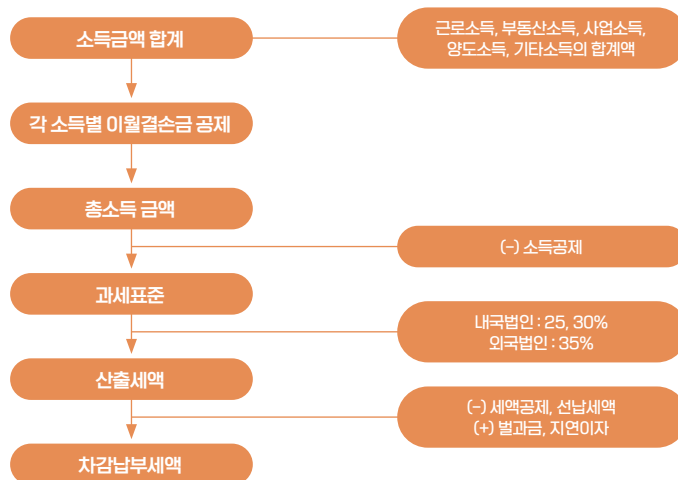 소득금액 합계
근로소득, 부동산소득, 사업소득,
양도소득, 기타소득의 합계액
각 소득별 이월결손금 공제
총소득 금액
(-) 소득공제
과세표준
내국법인 : 25, 30%
외국법인 : 35%
산출세액
(-) 세액공제, 선납세액
(+) 벌과금, 지연이자
차감납부세액